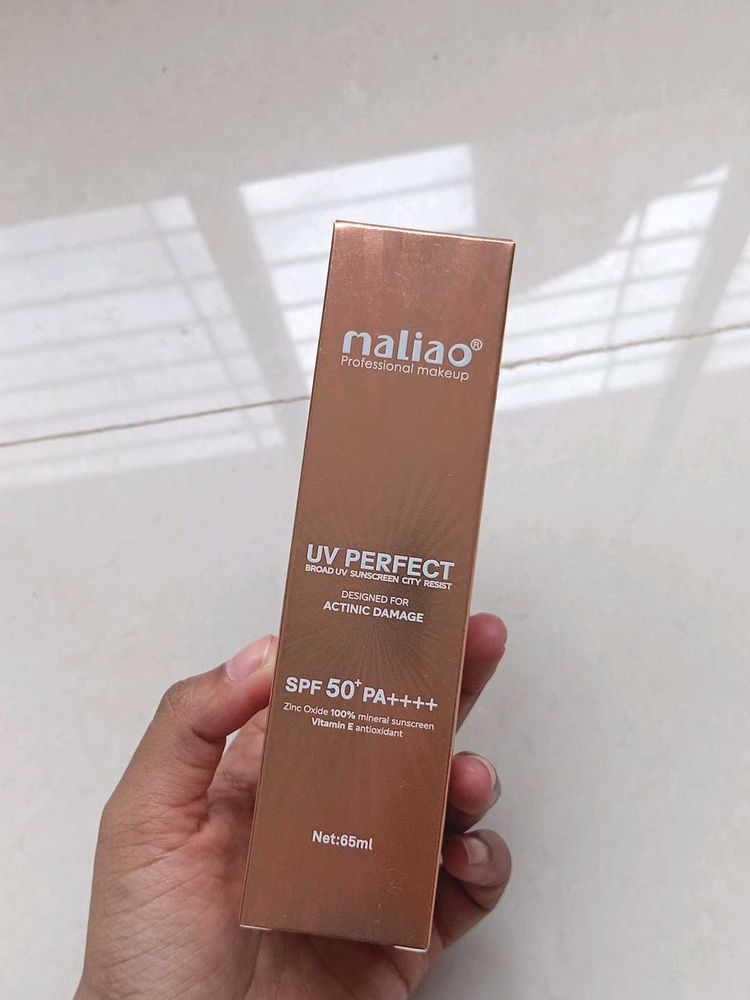 maliao®
Professional makeup
UV PERFECT
BROAD UV SUNSCREEN CITY RESIST
DESIGNED FOR
ACTINIC DAMAGE
SPF 50+ PA++++
Zinc Oxide 100% mineral sunscreen
Vitamin E antioxidant
Net:65ml